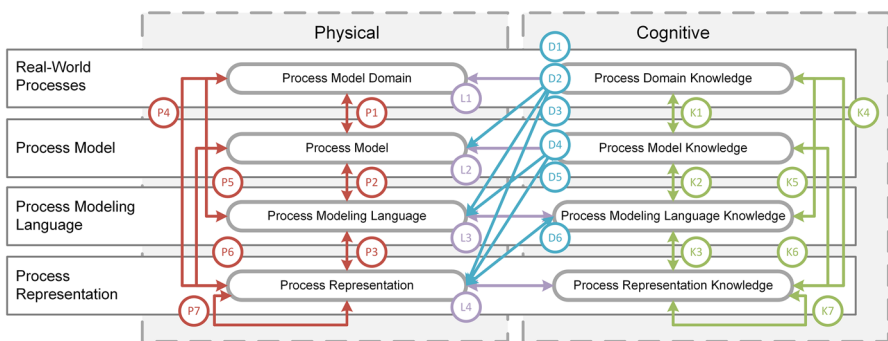 Physical
Cognitive
D1
Real-World
Processes
Process Model Domain
D2
Process Domain Knowledge
L1
P4
P1
D3
K1
K4
Process Model
Process Model
D4
Process Model Knowledge
L2
P5
P2
D5
K2
K5
Process Modeling
Language
Process Modeling Language
Process Modeling Language Knowledge
L3
D6
P6
P3
K3
K6
Process
Representation
Process Representation
Process Representation Knowledge
L4
P7
K7